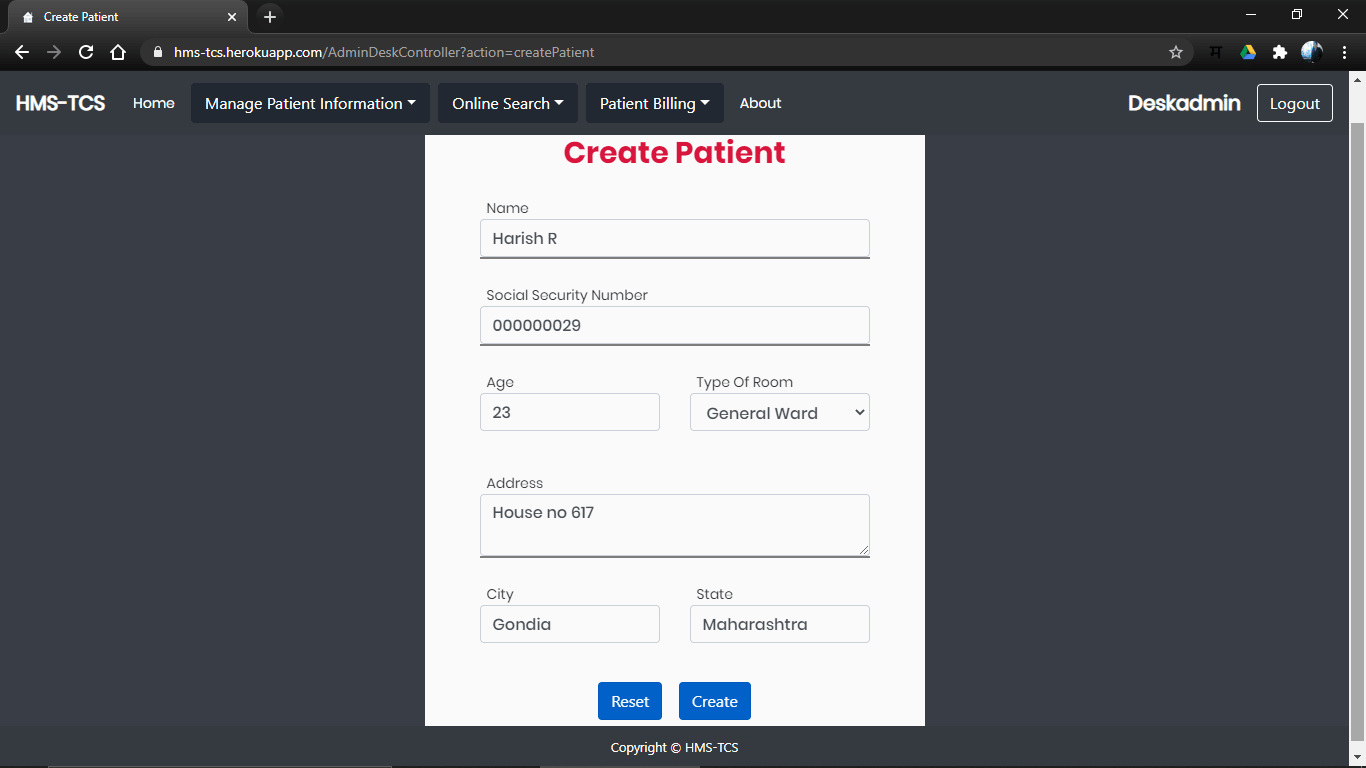 Create Patient
hms-tcs.herokuapp.com/AdminDeskController?action=createPatient
HMS-TCS Home Manage Patient Information Online Search Patient Billing About Deskadmin Logout
Create Patient
Name
Harish R
Social Security Number
000000029
Age Type Of Room
23 General Ward
Address
House no 617
City State
Gondia Maharashtra
Reset Create
Copyright © HMS-TCS